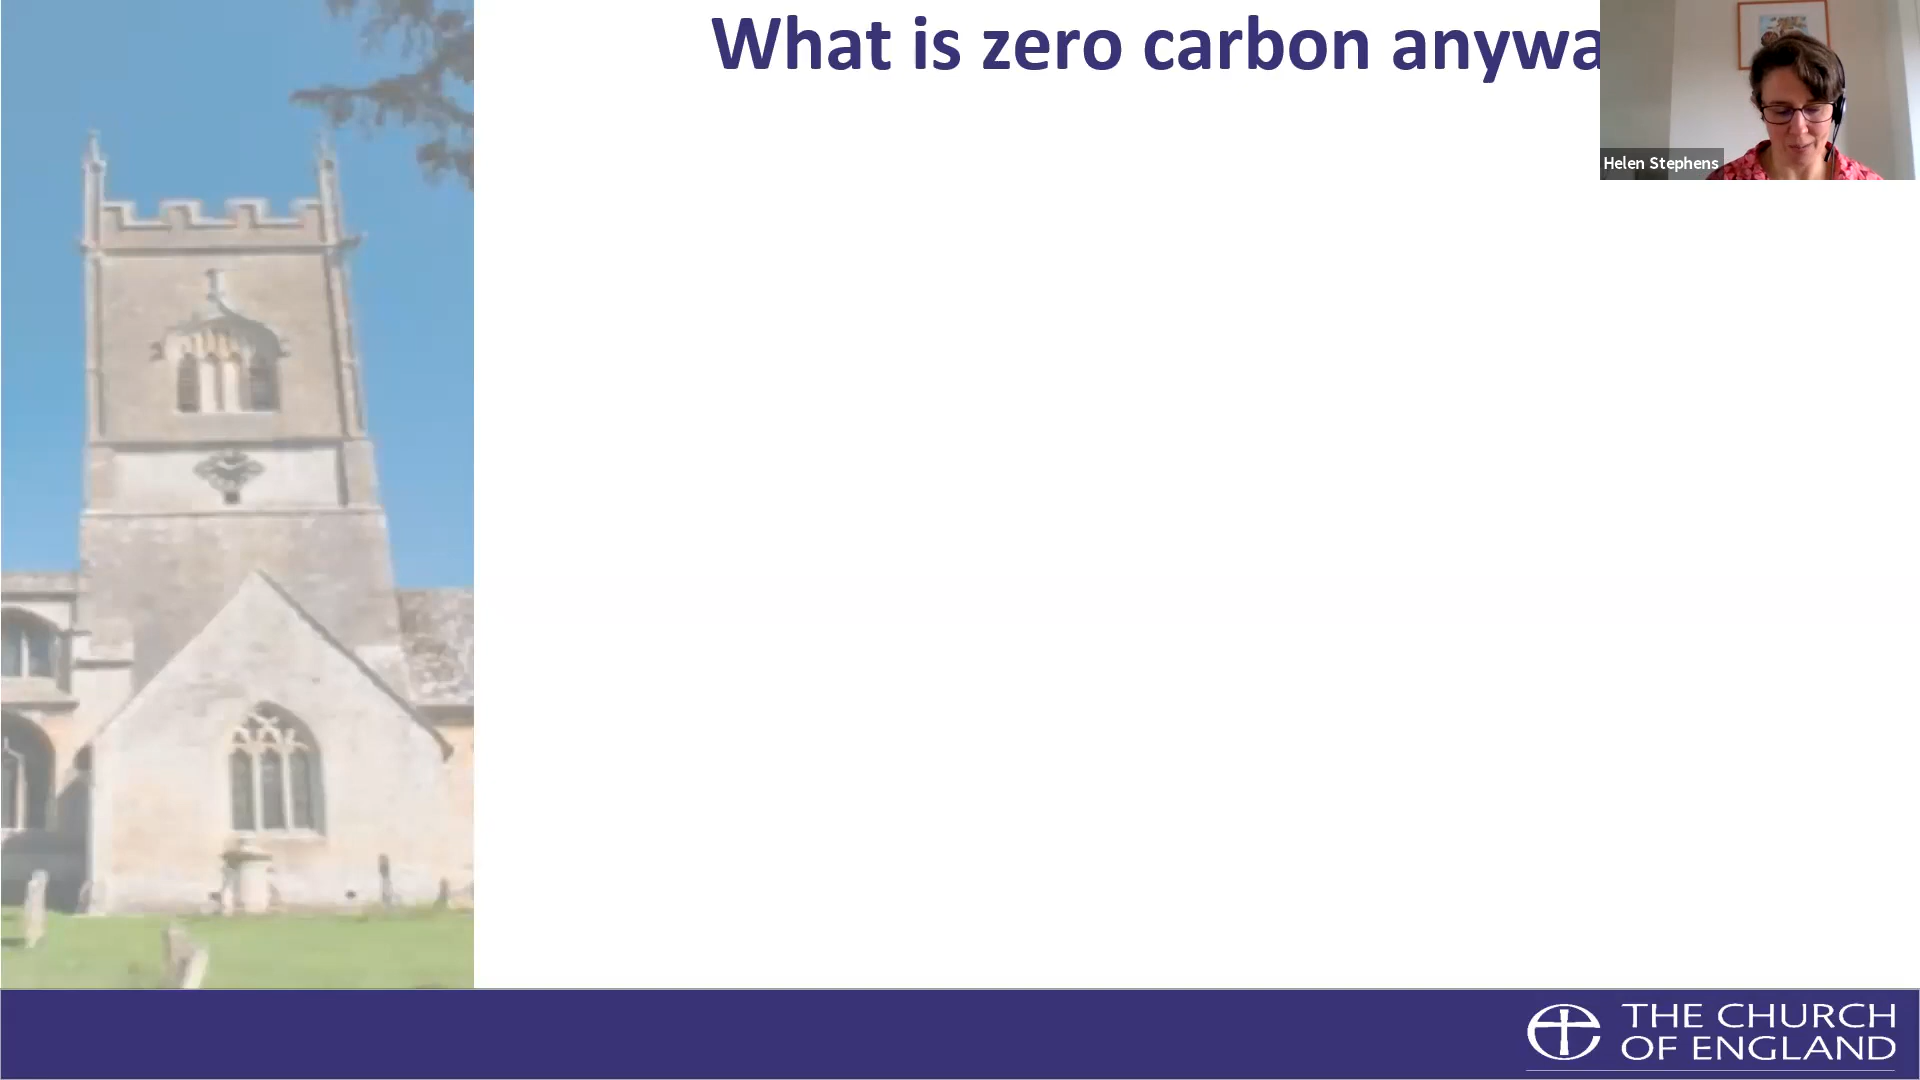 What is zero carbon anywa
Helen Stephens
THE CHURCH
OF ENGLAND